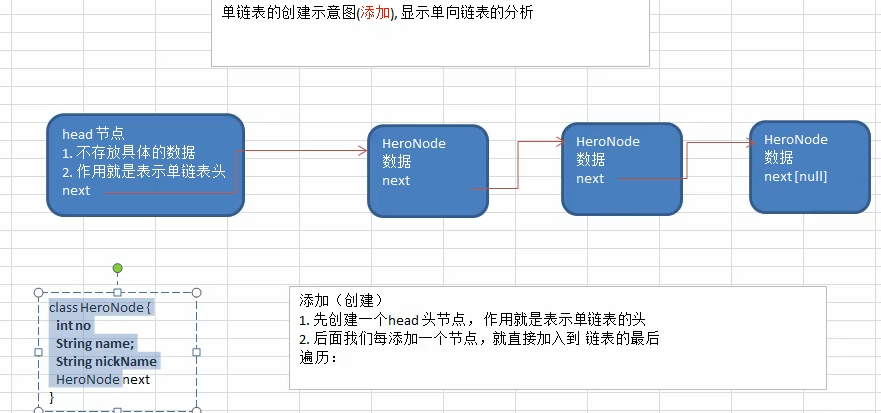 单链表的创建示意图(添加), 显示单向链表的分析
head 节点
1. 不存放具体的数据
2. 作用就是表示单链表头
next
HeroNode
数据
next
HeroNode
数据
next
HeroNode
数据
next [null]
class HeroNode {
int no
String name;
String nickName
HeroNode next
}
添加（创建）
1. 先创建一个head 头节点， 作用就是表示单链表的头
2. 后面我们每添加一个节点，就直接加入到 链表的最后
遍历：